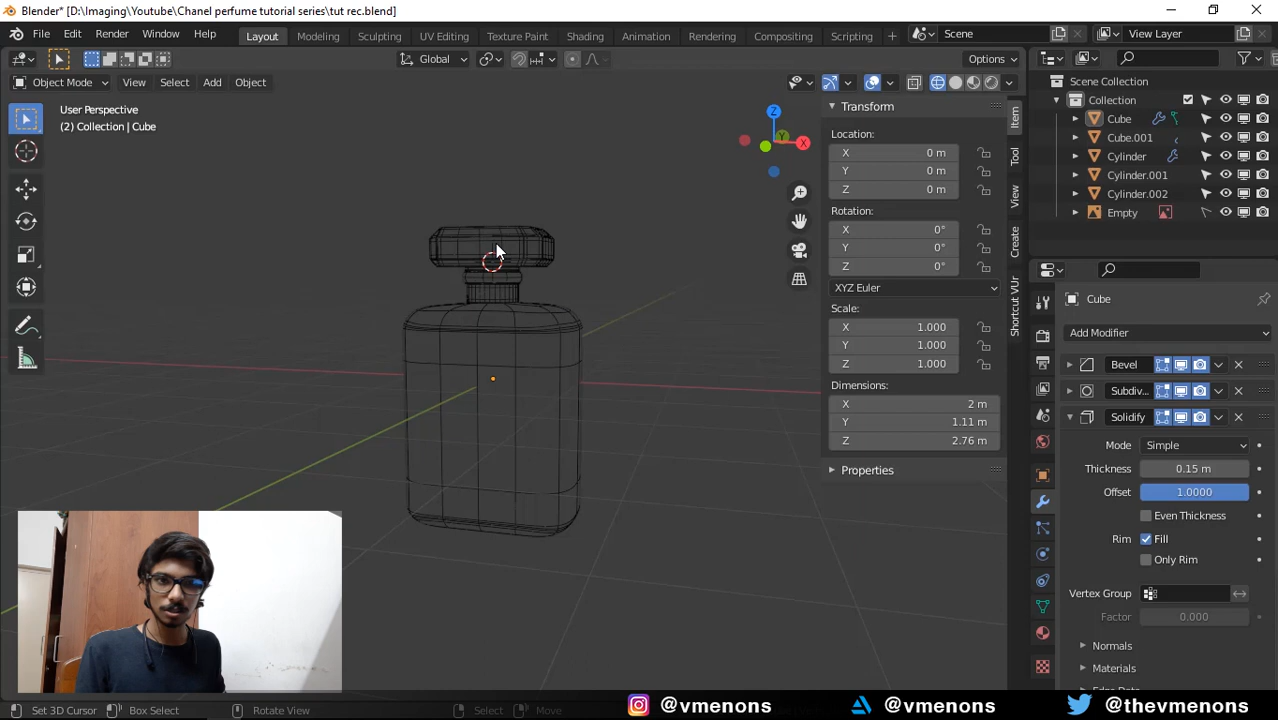 Blender* [D:\Imaging\Youtube\Chanel perfume tutorial series\tut rec.blend]
File Edit Render Window Help Layout Modeling Sculpting UV Editing Texture Paint Shading Animation Rendering Compositing Scripting Scene View Layer
Global Options
Object Mode View Select Add Object
User Perspective
(2) Collection | Cube
X Y Z
Transform
Location:
X 0 m
Y 0 m
Z 0 m
Rotation:
X 0°
Y 0°
Z 0°
XYZ Euler
Scale:
X 1.000
Y 1.000
Z 1.000
Dimensions:
X 2 m
Y 1.11 m
Z 2.76 m
Properties
Item
Tool
View
Create
Shortcut VUr
Scene Collection
Collection
Cube
Cube.001
Cylinder
Cylinder.001
Cylinder.002
Empty
Cube
Add Modifier
Bevel
Subdiv...
Solidify
Mode Simple
Thickness 0.15 m
Offset 1.0000
Even Thickness
Rim Fill
Only Rim
Vertex Group
Factor 0.000
Normals
Materials
Edge Data
Set 3D Cursor Box Select Rotate View Select Move
@vmenons @vmenons @thevmenons